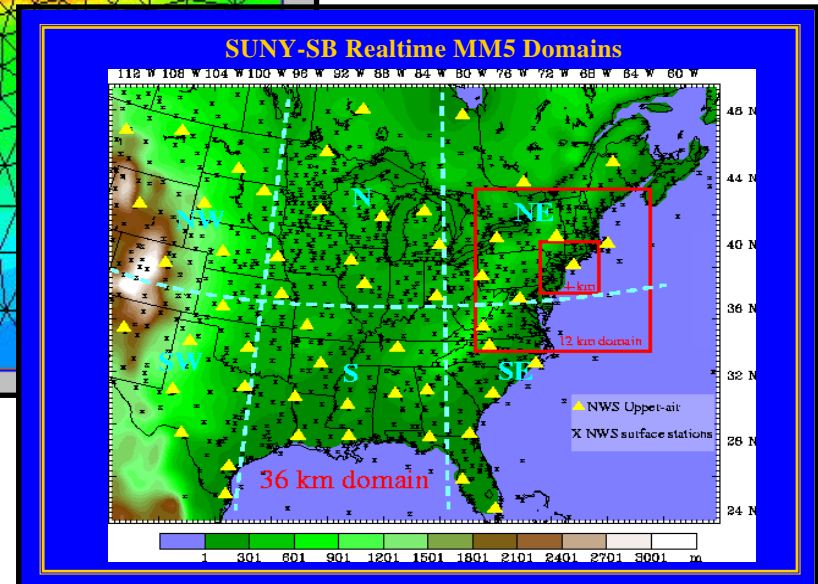 SUNY-SB Realtime MM5 Domains
112 W 108 W 104 W 100 W 96 W 92 W 88 W 84 W 80 W 76 W 72 W 68 W 64 W 60 W
48 N
44 N
40 N
36 N
32 N
28 N
24 N
NW
N
NE
SW
S
SE
4 km
12 km domain
36 km domain
NWS Upper-air
X NWS surface stations
1 301 601 901 1201 1501 1801 2101 2401 2701 3001 m